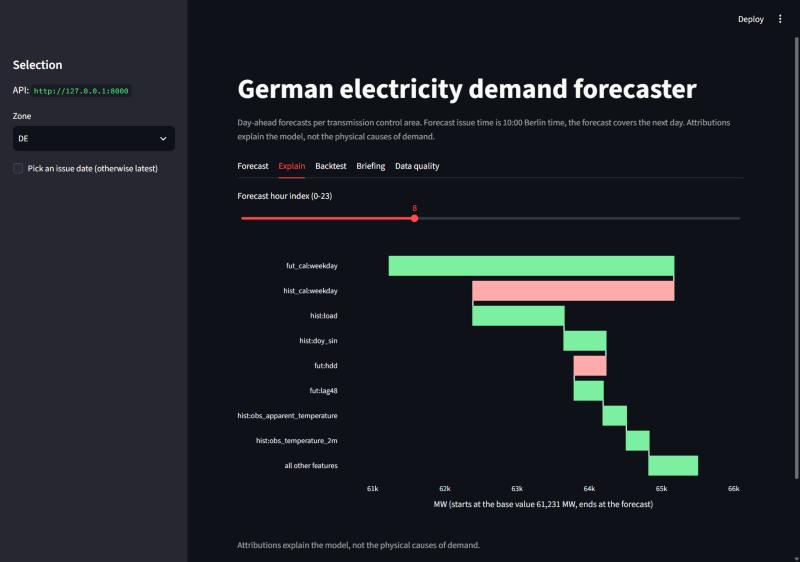 Deploy
Selection
API: http://127.0.0.1:8000
Zone
DE
Pick an issue date (otherwise latest)
German electricity demand forecaster
Day-ahead forecasts per transmission control area. Forecast issue time is 10:00 Berlin time, the forecast covers the next day. Attributions
explain the model, not the physical causes of demand.
Forecast Explain Backtest Briefing Data quality
Forecast hour index (0-23)
8
fut_cal:weekday
hist_cal:weekday
hist:load
hist:doy_sin
fut:hdd
fut:lag48
hist:obs_apparent_temperature
hist:obs_temperature_2m
all other features
61k 62k 63k 64k 65k 66k
MW (starts at the base value 61,231 MW, ends at the forecast)
Attributions explain the model, not the physical causes of demand.